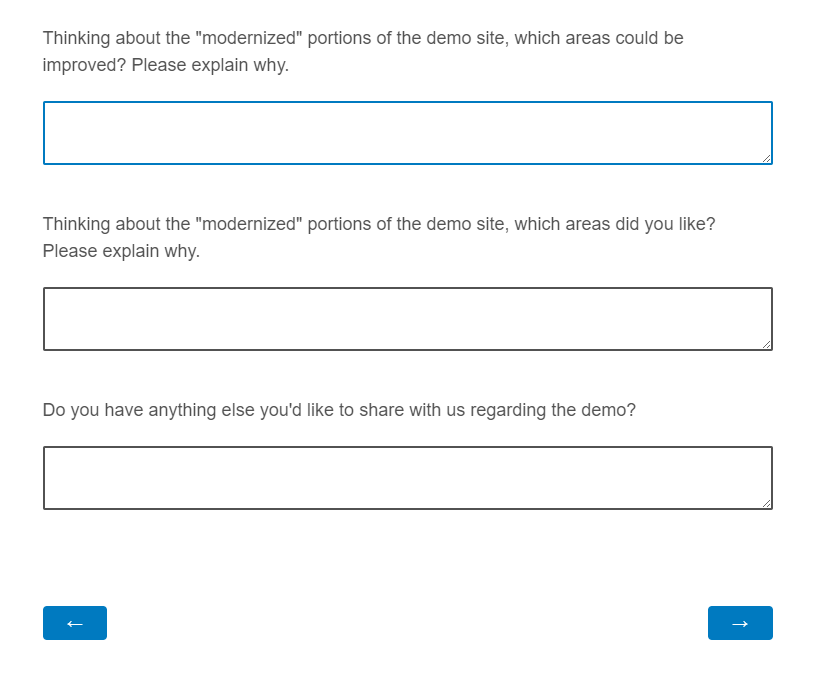 Thinking about the "modernized" portions of the demo site, which areas could be
improved? Please explain why.
Thinking about the "modernized" portions of the demo site, which areas did you like?
Please explain why.
Do you have anything else you'd like to share with us regarding the demo?
← →